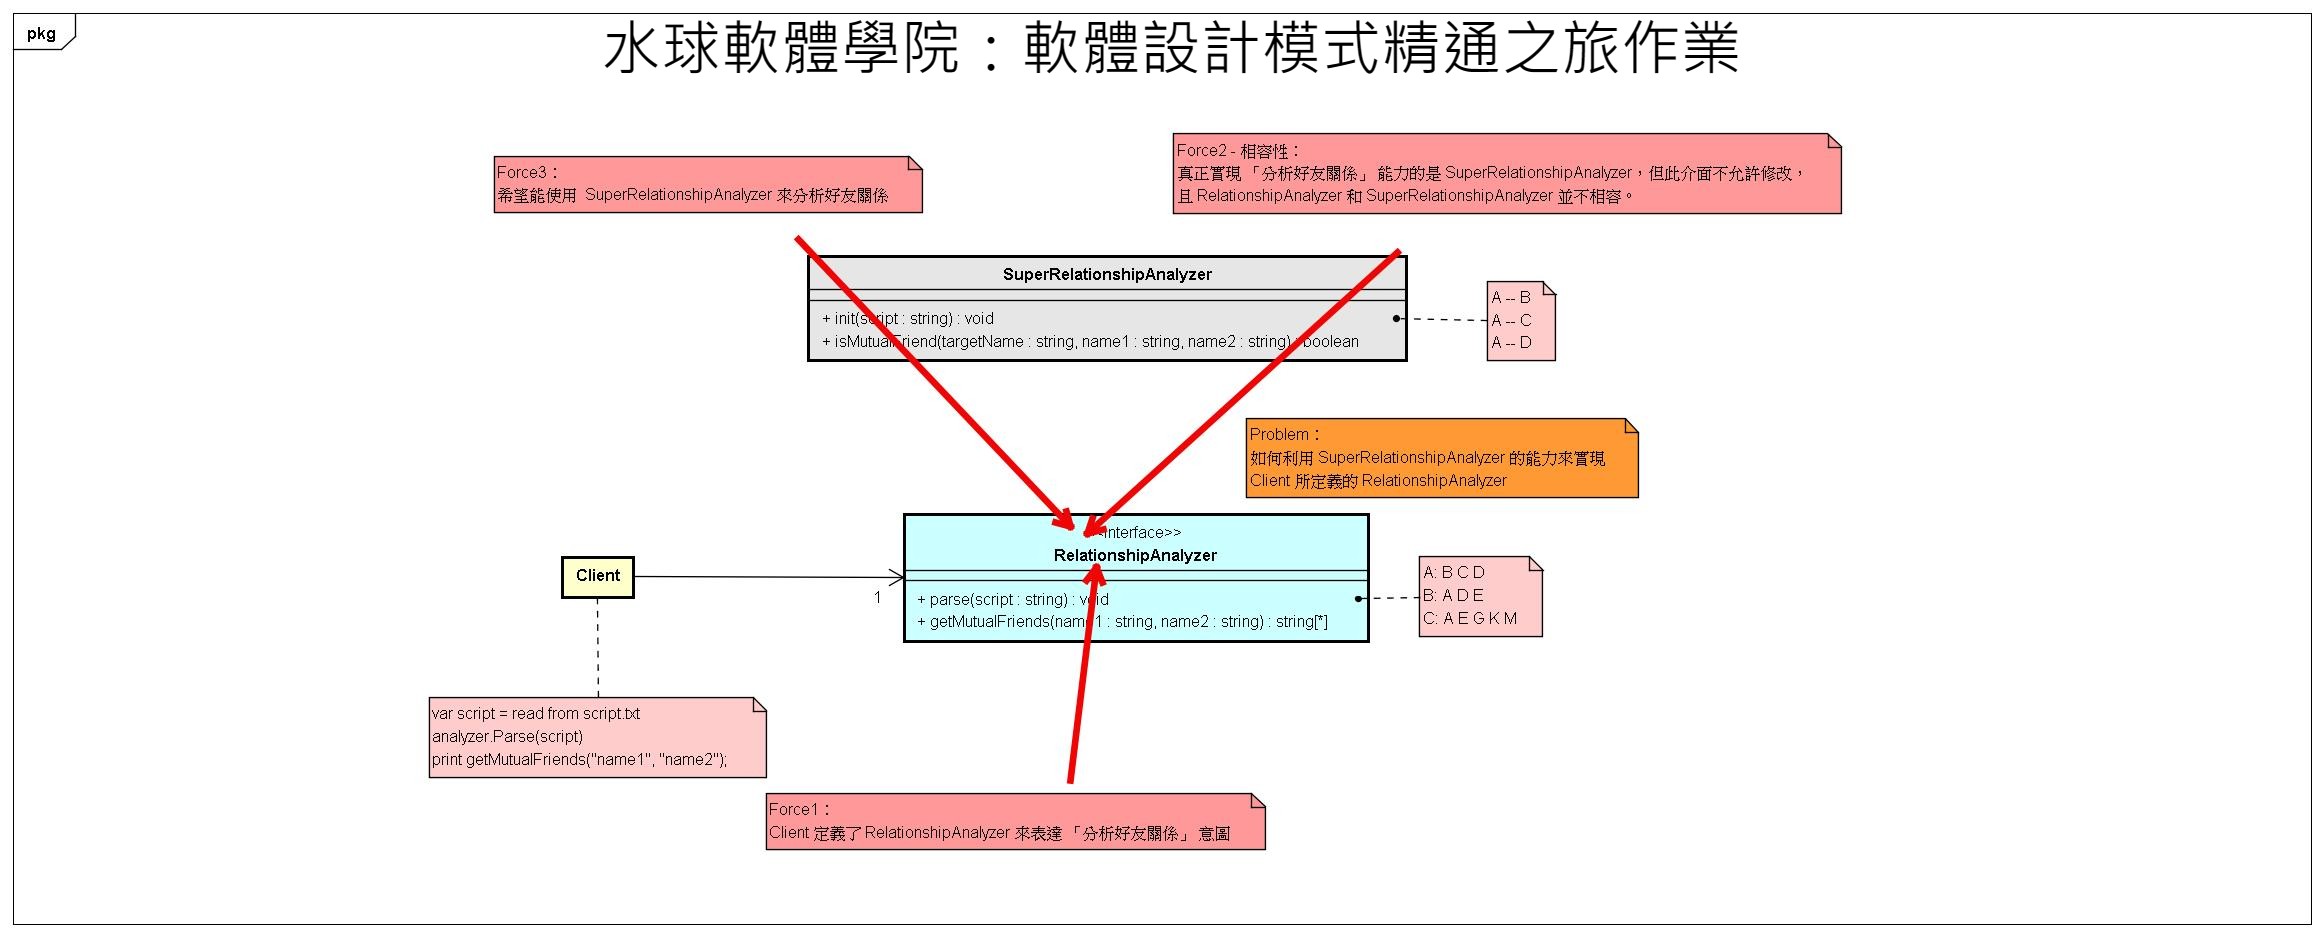 pkg
水球軟體學院：軟體設計模式精通之旅作業
Force3：
希望能使用 SuperRelationshipAnalyzer 來分析好友關係
Force2 - 相容性：
真正實現「分析好友關係」能力的是 SuperRelationshipAnalyzer，但此介面不允許修改，
且 RelationshipAnalyzer 和 SuperRelationshipAnalyzer 並不相容。
SuperRelationshipAnalyzer
+ init(script : string) : void
+ isMutualFriend(targetName : string, name1 : string, name2 : string) : boolean
A -- B
A -- C
A -- D
Problem：
如何利用 SuperRelationshipAnalyzer 的能力來實現
Client 所定義的 RelationshipAnalyzer
<<interface>>
RelationshipAnalyzer
+ parse(script : string) : void
+ getMutualFriends(name1 : string, name2 : string) : string[*]
Client
1
A: B C D
B: A D E
C: A E G K M
var script = read from script.txt
analyzer.Parse(script)
print getMutualFriends("name1", "name2");
Force1：
Client 定義了 RelationshipAnalyzer 來表達「分析好友關係」意圖